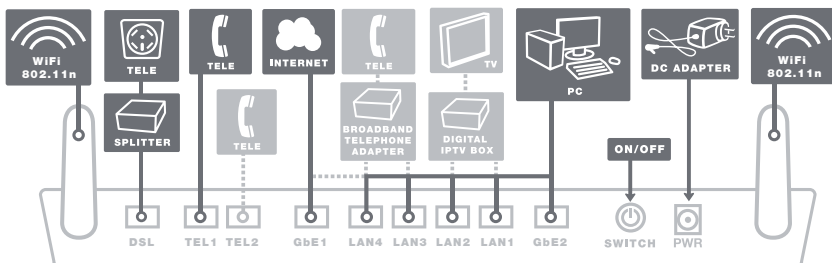 WiFi
802.11n
TELE
SPLITTER
TELE
TELE
INTERNET
TELE
BROADBAND
TELEPHONE
ADAPTER
TV
DIGITAL
IPTV BOX
PC
DC ADAPTER
WiFi
802.11n
ON/OFF
DSL
TEL1
TEL2
GbE1
LAN4
LAN3
LAN2
LAN1
GbE2
SWITCH
PWR